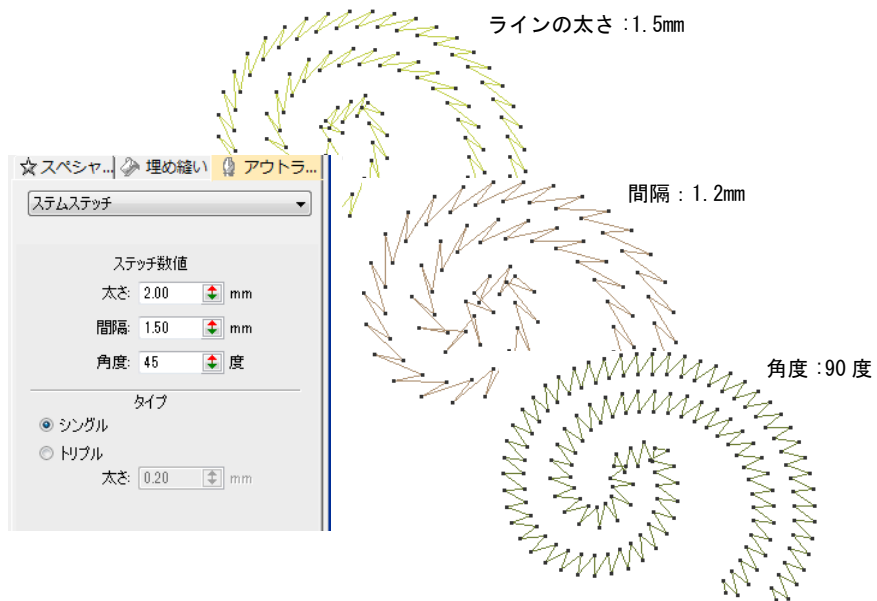 ラインの太さ:1.5mm
☆スペシャ... 埋め縫い アウトラ...
ステムステッチ
間隔:1.2mm
ステッチ数値
太さ: 2.00 mm
間隔: 1.50 mm
角度: 45 度
角度:90度
タイプ
シングル
トリプル
太さ: 0.20 mm